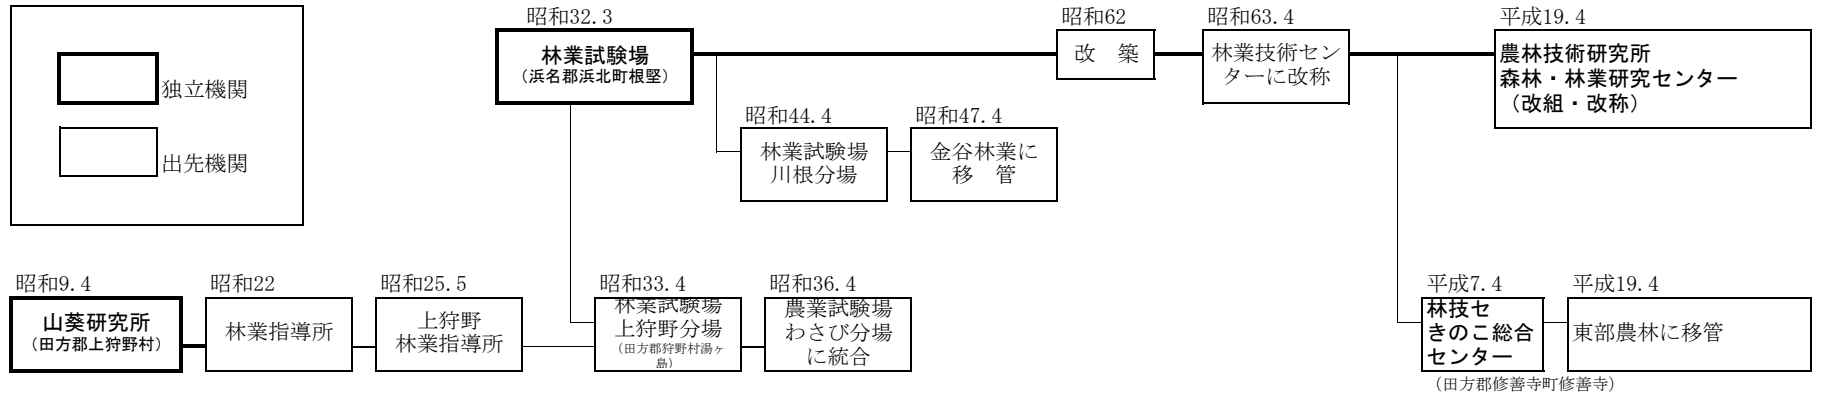 独立機関
出先機関
昭和32.3
林業試験場
（浜名郡浜北町根堅）
昭和62
改　築
昭和63.4
林業技術セン
ターに改称
平成19.4
農林技術研究所
森林・林業研究センター
（改組・改称）
昭和44.4
林業試験場
川根分場
昭和47.4
金谷林業に
移　管
昭和9.4
山葵研究所
（田方郡上狩野村）
昭和22
林業指導所
昭和25.5
上狩野
林業指導所
昭和33.4
林業試験場
上狩野分場
（田方郡狩野村湯ヶ
島）
昭和36.4
農業試験場
わさび分場
に統合
平成7.4
林技セ
きのこ総合
センター
（田方郡修善寺町修善寺）
平成19.4
東部農林に移管